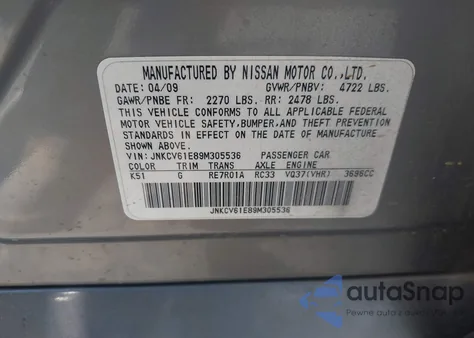 MANUFACTURED BY NISSAN MOTOR CO.,LTD.
DATE: 04/09 GVWR/PNBV: 4722 LBS.
GAWR/PNBE FR: 2270 LBS. RR: 2478 LBS.
THIS VEHICLE CONFORMS TO ALL APPLICABLE FEDERAL
MOTOR VEHICLE SAFETY, BUMPER, AND THEFT PREVENTION
STANDARDS IN EFFECT ON THE DATE OF MANUFACTURE
SHOWN ABOVE.
VIN: JNKCV61E89M305536 PASSENGER CAR
COLOR TRIM TRANS AXLE ENGINE
K51 G RE7R01A RC33 VQ37(VHR) 3696CC
JNKCV61E89M305536
autoSnap
Pewne auta z dobrej